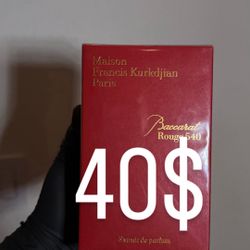 Maison
Francis Kurkdjian
Paris
Baccarat
Rouge 540
40$
Extrait de parfum